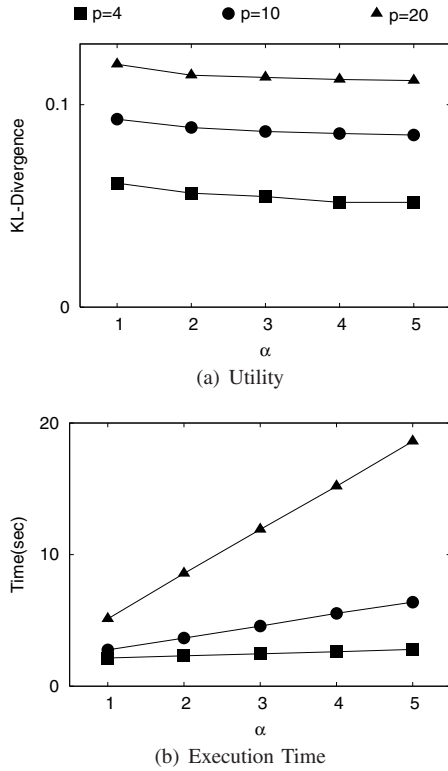 p=4 p=10 p=20
KL-Divergence
0.1
0
1 2 3 4 5
α
(a) Utility
Time(sec)
20
10
0
1 2 3 4 5
α
(b) Execution Time